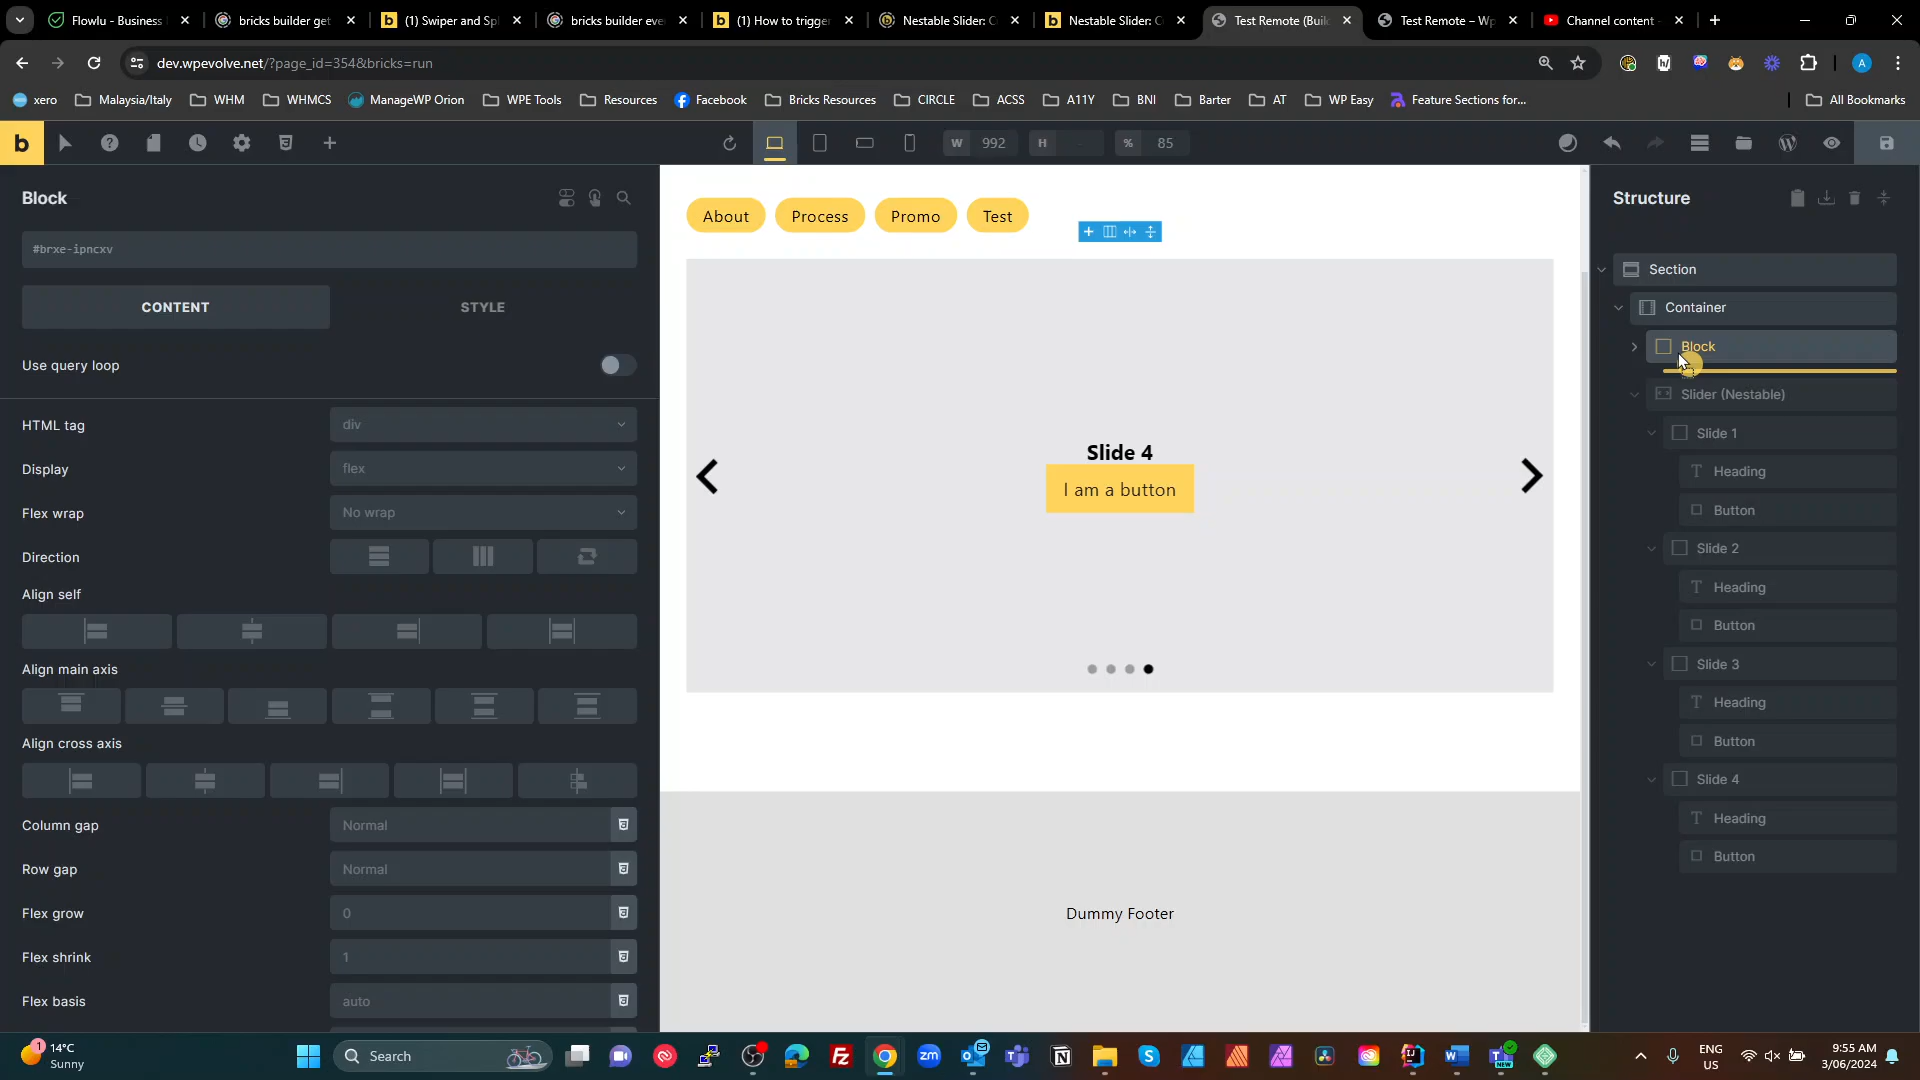 Flowlu - Business
bricks builder get
(1) Swiper and Spl
bricks builder eve
(1) How to trigge
Nestable Slider: C
Nestable Slider: C
Test Remote (Buil
Test Remote – Wp
Channel content -
dev.wpevolve.net/?page_id=354&bricks=run
A
xero
Malaysia/Italy
WHM
WHMCS
ManageWP Orion
WPE Tools
Resources
Facebook
Bricks Resources
CIRCLE
ACSS
A11Y
BNI
Barter
AT
WP Easy
Feature Sections for...
All Bookmarks
b
W 992
H -
% 85
Block
#brxe-ipncxv
CONTENT
STYLE
Use query loop
HTML tag
div
Display
flex
Flex wrap
No wrap
Direction
Align self
Align main axis
Align cross axis
Column gap
Normal
Row gap
Normal
Flex grow
0
Flex shrink
1
Flex basis
auto
About
Process
Promo
Test
Slide 4
I am a button
Dummy Footer
Structure
Section
Container
Block
Slider (Nestable)
Slide 1
Heading
Button
Slide 2
Heading
Button
Slide 3
Heading
Button
Slide 4
Heading
Button
1
14°C
Sunny
Search
zm
ENG
US
9:55 AM
3/06/2024